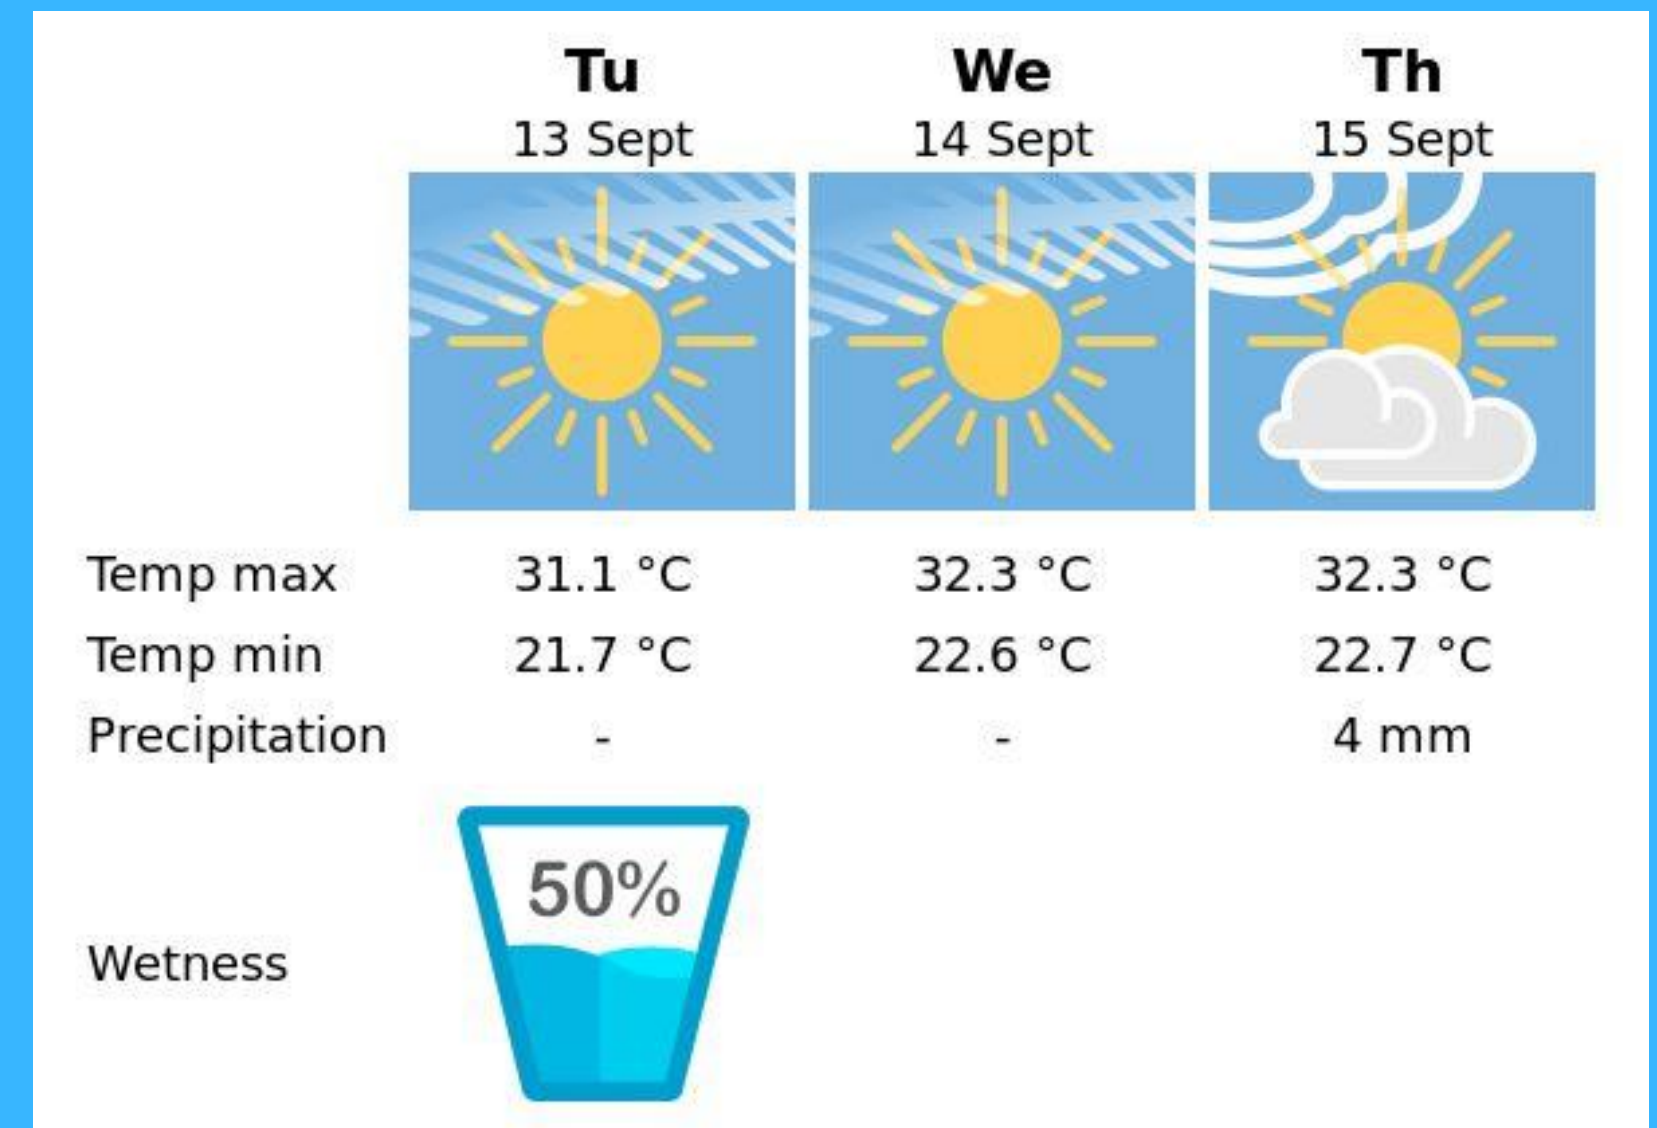 Tu We Th
13 Sept 14 Sept 15 Sept
Temp max 31.1 °C 32.3 °C 32.3 °C
Temp min 21.7 °C 22.6 °C 22.7 °C
Precipitation - - 4 mm
50%
Wetness